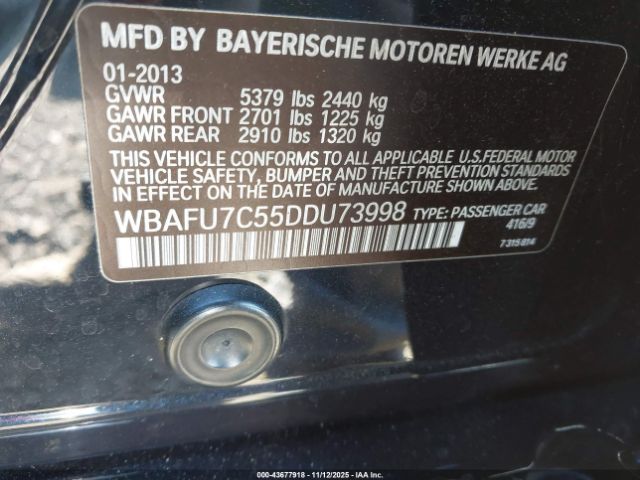 MFD BY BAYERISCHE MOTOREN WERKE AG
01-2013
GVWR 5379 lbs 2440 kg
GAWR FRONT 2701 lbs 1225 kg
GAWR REAR 2910 lbs 1320 kg
THIS VEHICLE CONFORMS TO ALL APPLICABLE U.S.FEDERAL MOTOR
VEHICLE SAFETY, BUMPER AND THEFT PREVENTION STANDARDS
IN EFFECT ON THE DATE OF MANUFACTURE SHOWN ABOVE.
WBAFU7C55DDU73998 TYPE: PASSENGER CAR
416/9
7315814
000-43677918 - 11/12/2025 - IAAI.COM